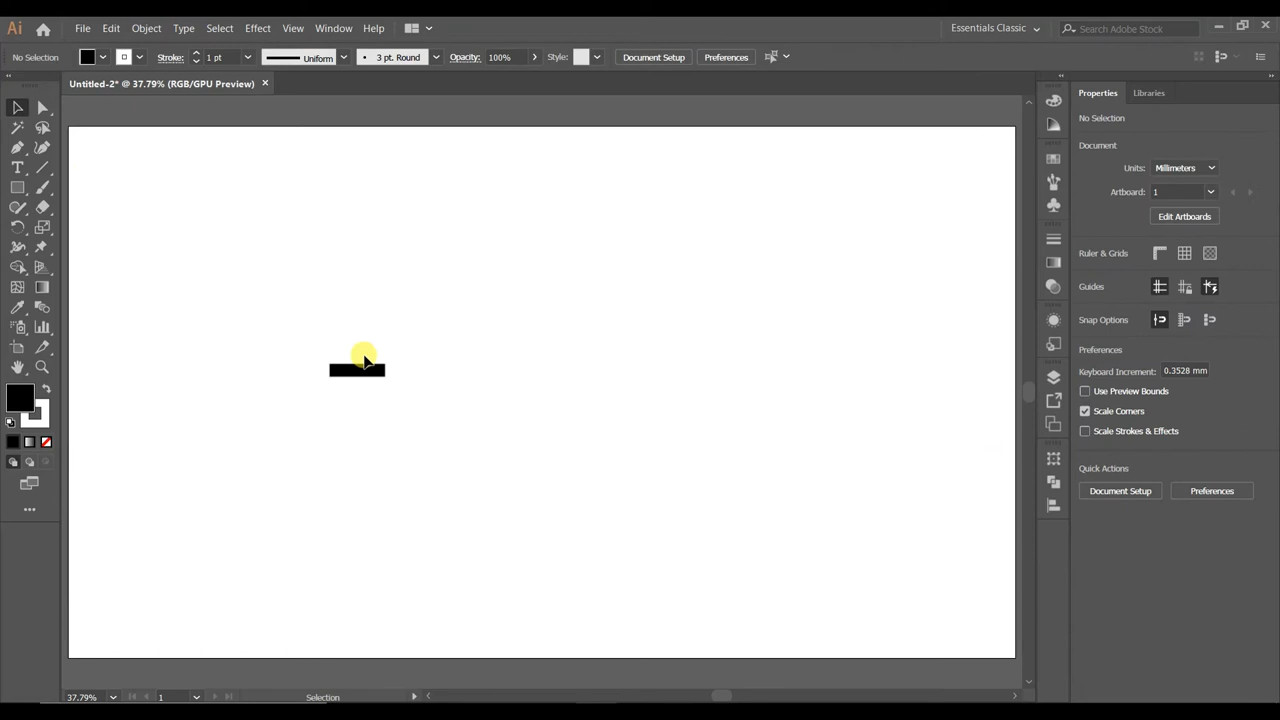 Ai File Edit Object Type Select Effect View Window Help Essentials Classic Search Adobe Stock
No Selection Stroke: 1 pt Uniform 3 pt. Round Opacity: 100% Style: Document Setup Preferences
Untitled-2* @ 37.79% (RGB/GPU Preview)
Properties Libraries
No Selection
Document
Units: Millimeters
Artboard: 1
Edit Artboards
Ruler & Grids
Guides
Snap Options
Preferences
Keyboard Increment: 0.3528 mm
Use Preview Bounds
Scale Corners
Scale Strokes & Effects
Quick Actions
Document Setup Preferences
37.79% 1 Selection